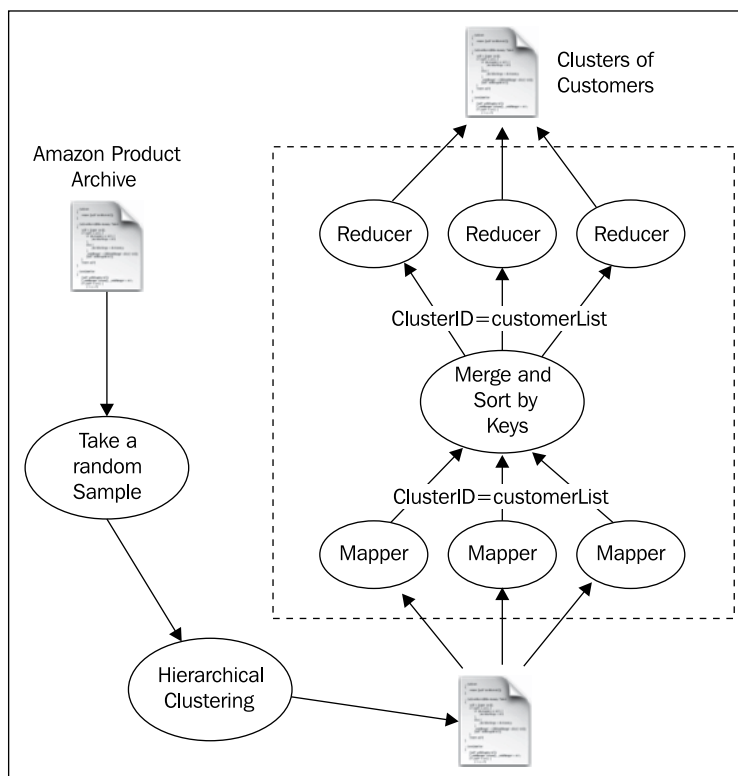 Clusters of
Customers
Amazon Product
Archive
Reducer
Reducer
Reducer
ClusterID=customerList
Merge and
Sort by
Keys
Take a
random
Sample
ClusterID=customerList
Mapper
Mapper
Mapper
Hierarchical
Clustering